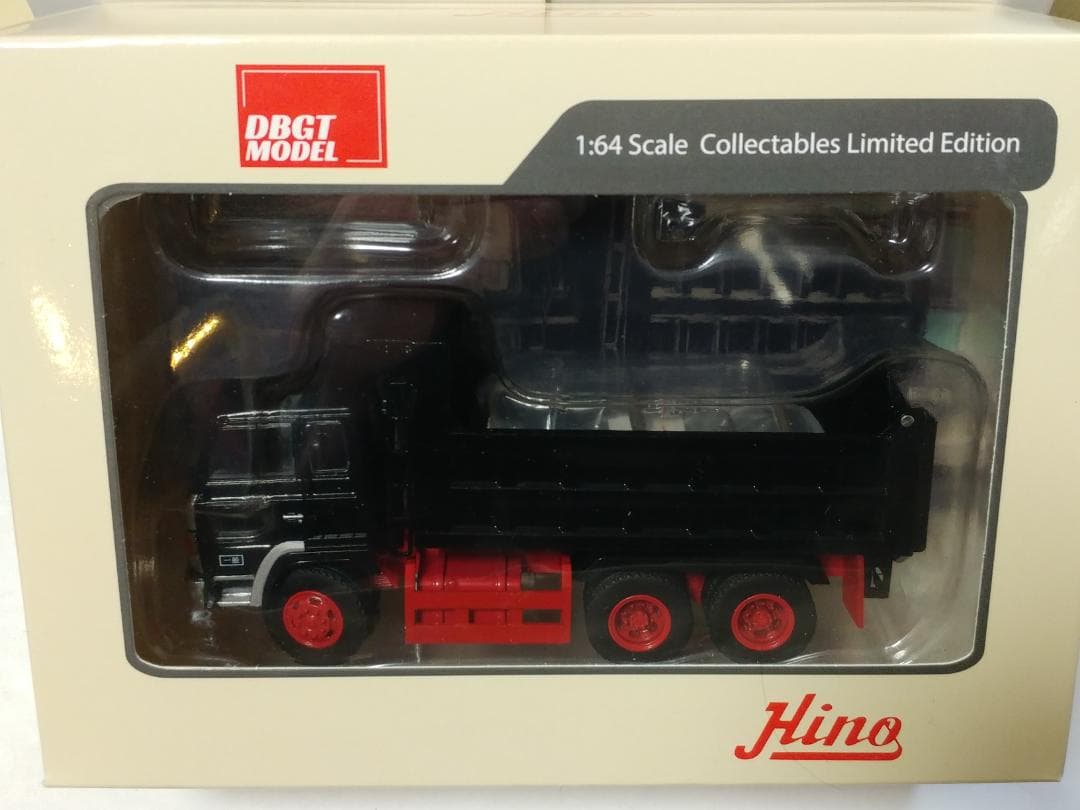 DBGT
MODEL
1:64 Scale Collectables Limited Edition
Hino